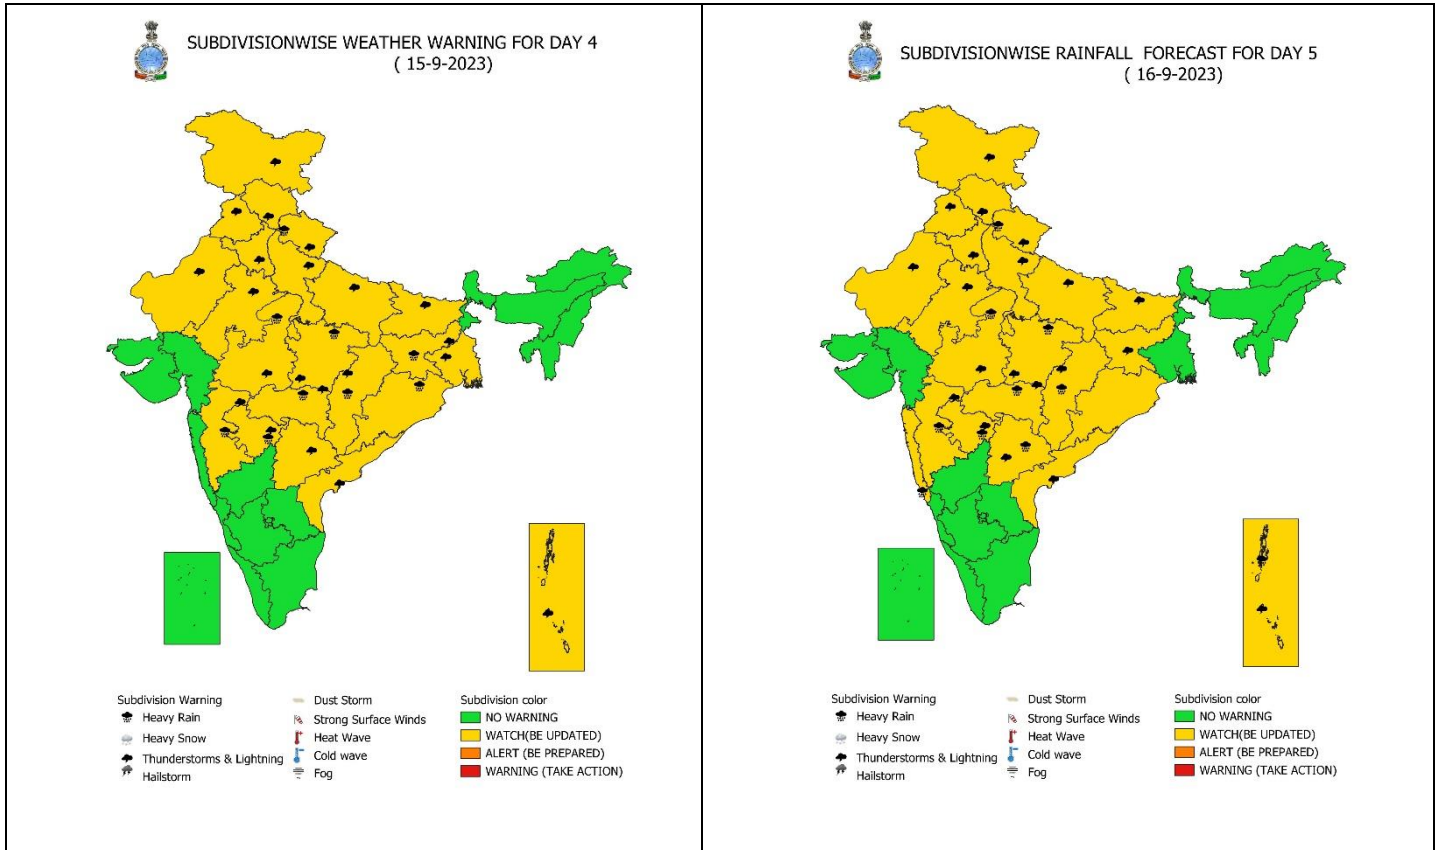 SUBDIVISIONWISE WEATHER WARNING FOR DAY 4
( 15-9-2023)
Subdivision Warning
Heavy Rain
Heavy Snow
Thunderstorms & Lightning
Hailstorm
Dust Storm
Strong Surface Winds
Heat Wave
Cold wave
Fog
Subdivision color
NO WARNING
WATCH(BE UPDATED)
ALERT (BE PREPARED)
WARNING (TAKE ACTION)
SUBDIVISIONWISE RAINFALL FORECAST FOR DAY 5
( 16-9-2023)
Subdivision Warning
Heavy Rain
Heavy Snow
Thunderstorms & Lightning
Hailstorm
Dust Storm
Strong Surface Winds
Heat Wave
Cold wave
Fog
Subdivision color
NO WARNING
WATCH(BE UPDATED)
ALERT (BE PREPARED)
WARNING (TAKE ACTION)